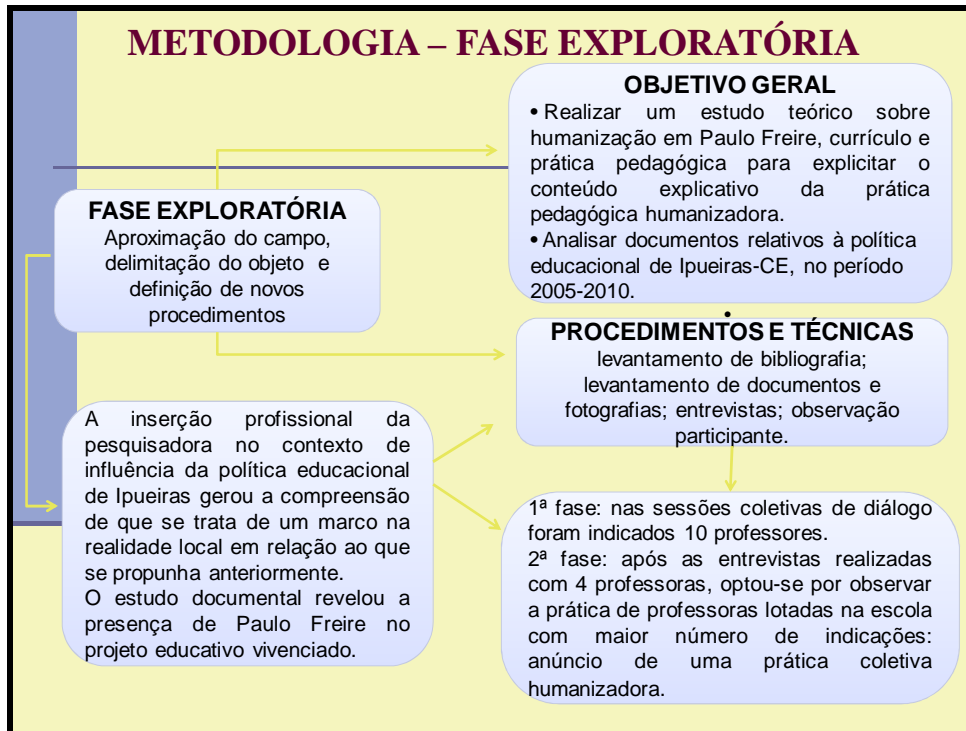 METODOLOGIA – FASE EXPLORATÓRIA
OBJETIVO GERAL
• Realizar um estudo teórico sobre
humanização em Paulo Freire, currículo e
prática pedagógica para explicitar o
conteúdo explicativo da prática
pedagógica humanizadora.
• Analisar documentos relativos à política
educacional de Ipueiras-CE, no período
2005-2010.
•
FASE EXPLORATÓRIA
Aproximação do campo,
delimitação do objeto e
definição de novos
procedimentos
PROCEDIMENTOS E TÉCNICAS
levantamento de bibliografia;
levantamento de documentos e
fotografias; entrevistas; observação
participante.
A inserção profissional da
pesquisadora no contexto de
influência da política educacional
de Ipueiras gerou a compreensão
de que se trata de um marco na
realidade local em relação ao que
se propunha anteriormente.
O estudo documental revelou a
presença de Paulo Freire no
projeto educativo vivenciado.
1ª fase: nas sessões coletivas de diálogo
foram indicados 10 professores.
2ª fase: após as entrevistas realizadas
com 4 professoras, optou-se por observar
a prática de professoras lotadas na escola
com maior número de indicações:
anúncio de uma prática coletiva
humanizadora.